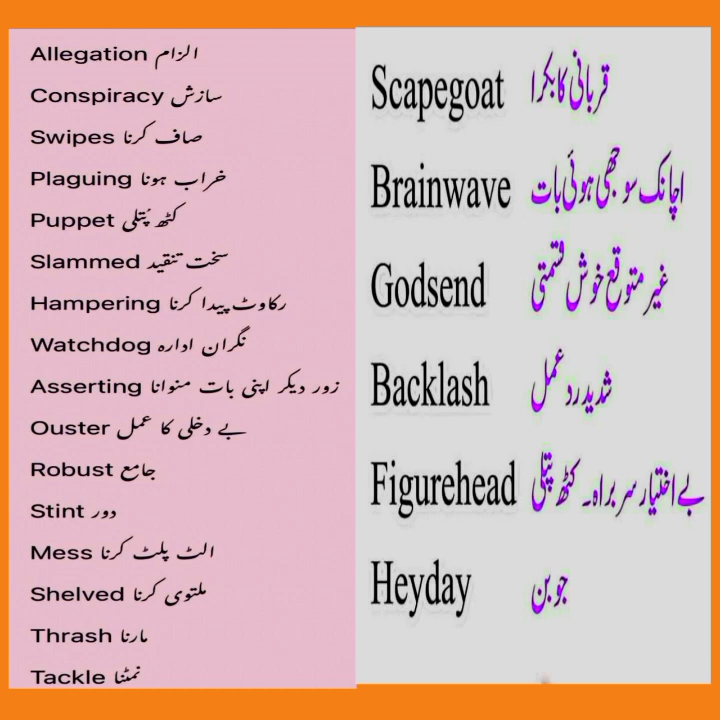 Allegation الزام
Conspiracy سازش
Swipes صاف کرنا
Plaguing خراب ہونا
Puppet کٹھ پُتلی
Slammed سخت تنقید
Hampering رکاوٹ پیدا کرنا
Watchdog نگران ادارہ
Asserting زور دیکر اپنی بات منوانا
Ouster بے دخلی کا عمل
Robust جامع
Stint دور
Mess الٹ پلٹ کرنا
Shelved ملتوی کرنا
Thrash مارنا
Tackle نمٹنا
Scapegoat قربانی کا بکرا
Brainwave اچانک سوجھی ہوئی بات
Godsend غیر متوقع خوش قسمتی
Backlash شدید رد عمل
Figurehead بے اختیار سربراہ۔ کٹھ پتلی
Heyday جوبن